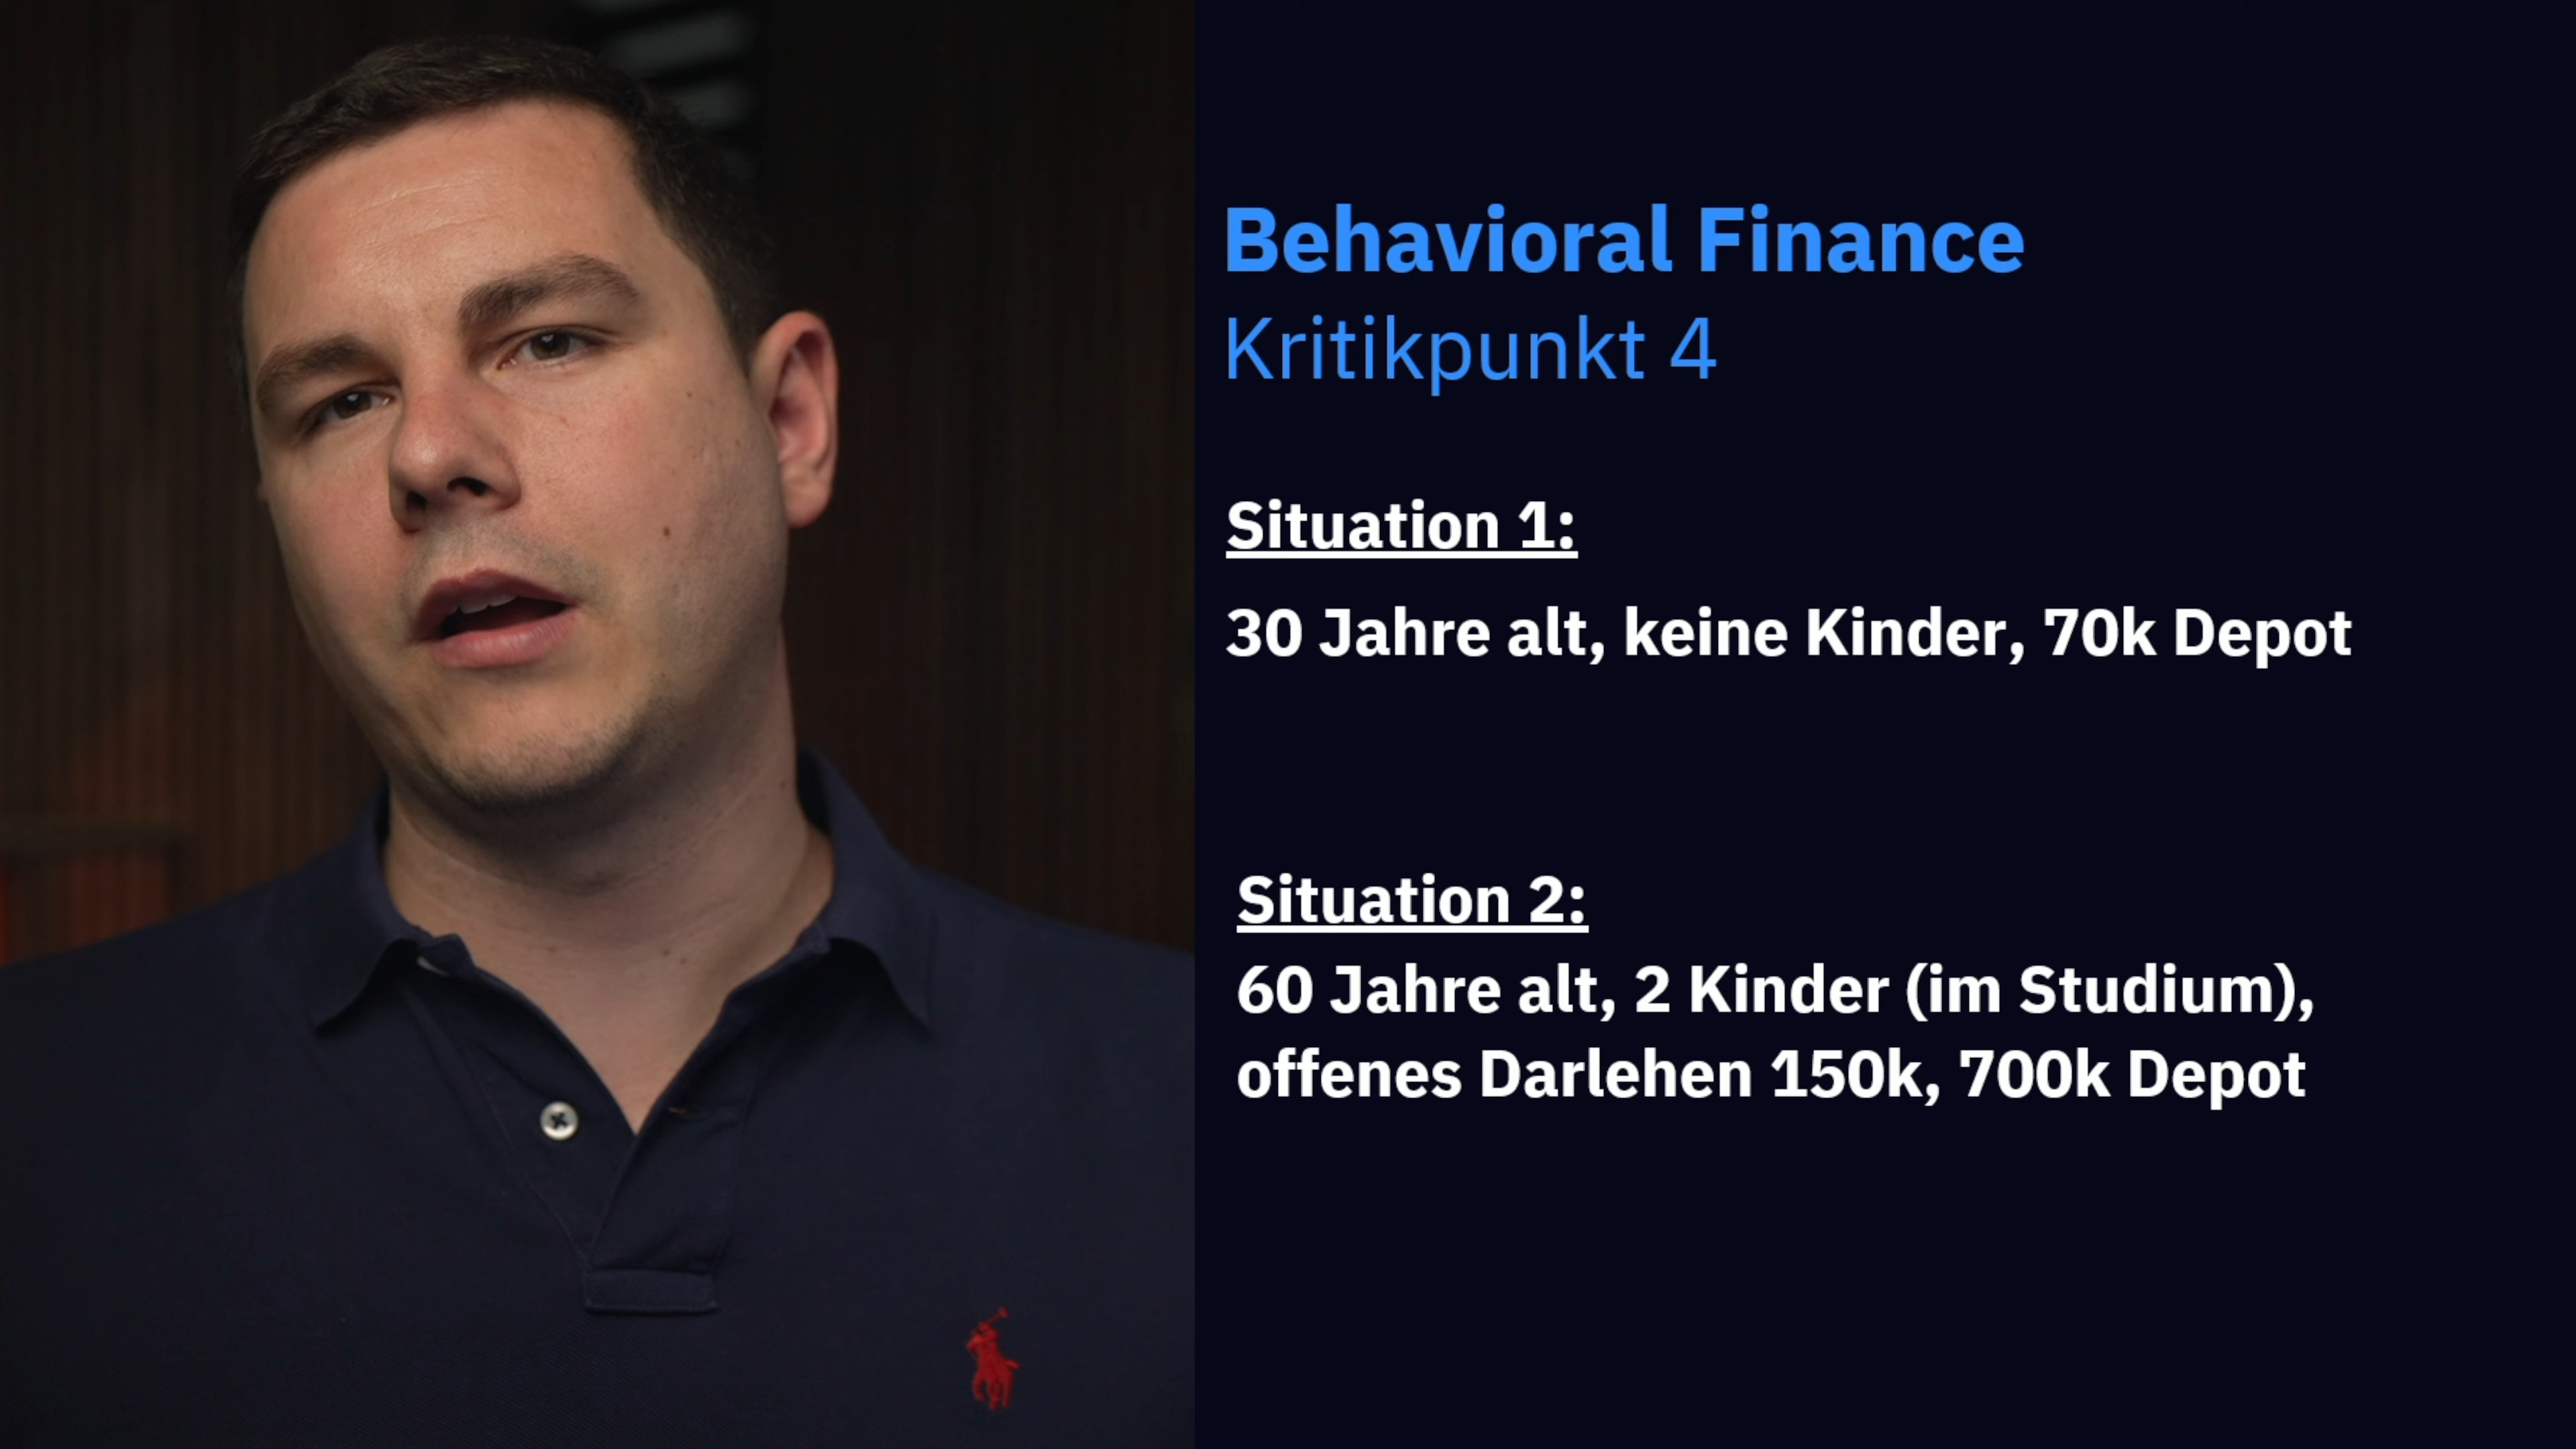 Behavioral Finance
Kritikpunkt 4
Situation 1:
30 Jahre alt, keine Kinder, 70k Depot
Situation 2:
60 Jahre alt, 2 Kinder (im Studium),
offenes Darlehen 150k, 700k Depot